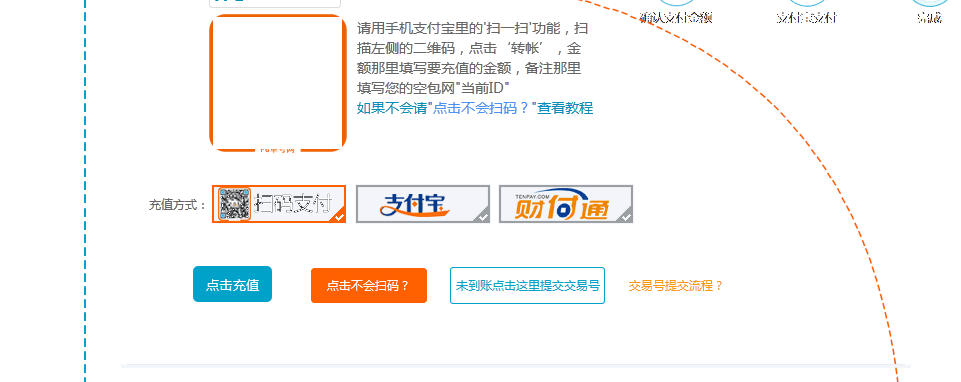 确认支付金额
支付宝支付
完成
请用手机支付宝里的'扫一扫'功能，扫
描左侧的二维码，点击‘转帐’，金
额那里填写要充值的金额，备注那里
填写您的空包网"当前ID"
如果不会请"点击不会扫码？"查看教程
充值方式：
扫码支付
支付宝
TENPAY.COM
财付通
点击充值
点击不会扫码？
未到账点击这里提交交易号
交易号提交流程？